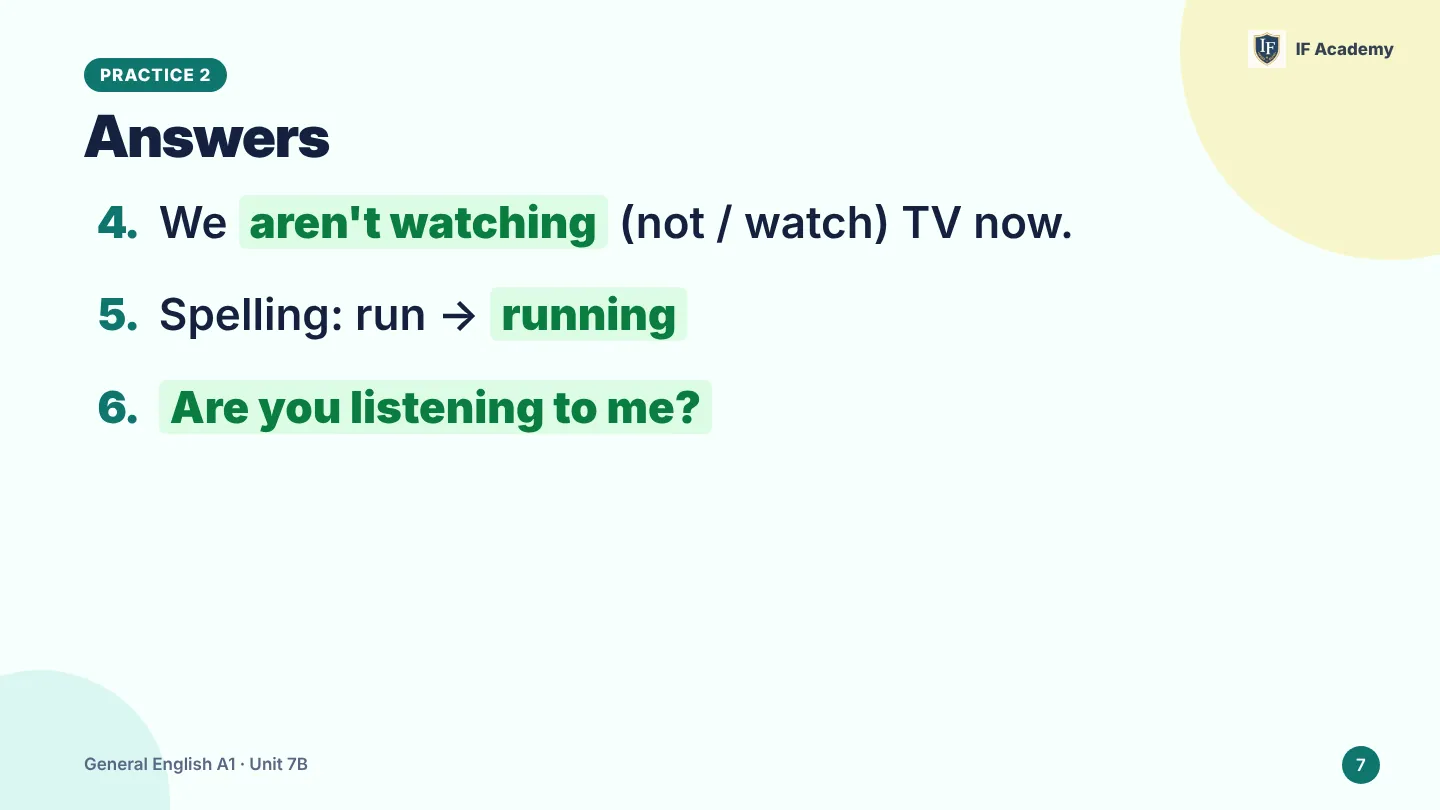 IF Academy
PRACTICE 2
Answers
4. We aren't watching (not / watch) TV now.
5. Spelling: run → running
6. Are you listening to me?
General English A1 · Unit 7B
7